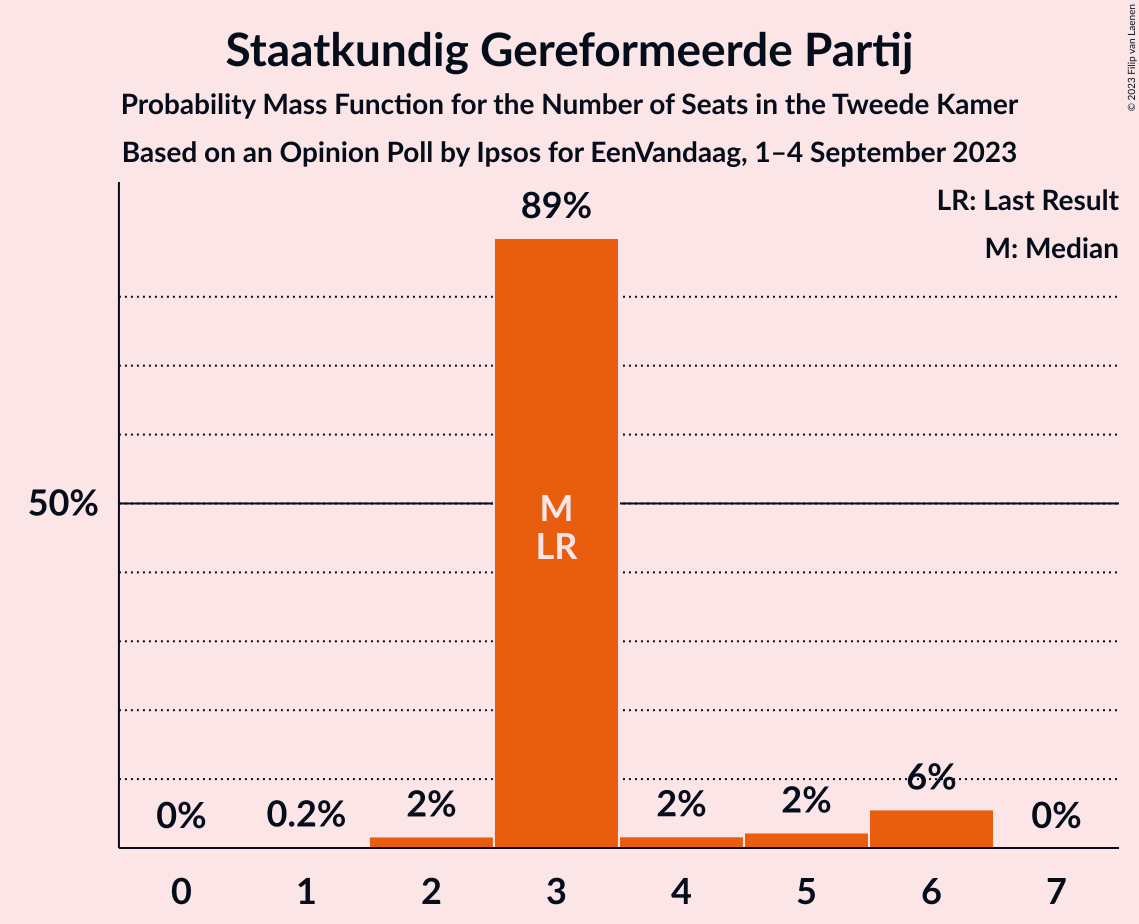 Staatkundig Gereformeerde Partij
Probability Mass Function for the Number of Seats in the Tweede Kamer
Based on an Opinion Poll by Ipsos for EenVandaag, 1–4 September 2023
© 2023 Filip van Laenen
LR: Last Result
M: Median
89%
50%
M
LR
0%
0.2%
2%
2%
2%
6%
0%
0 1 2 3 4 5 6 7